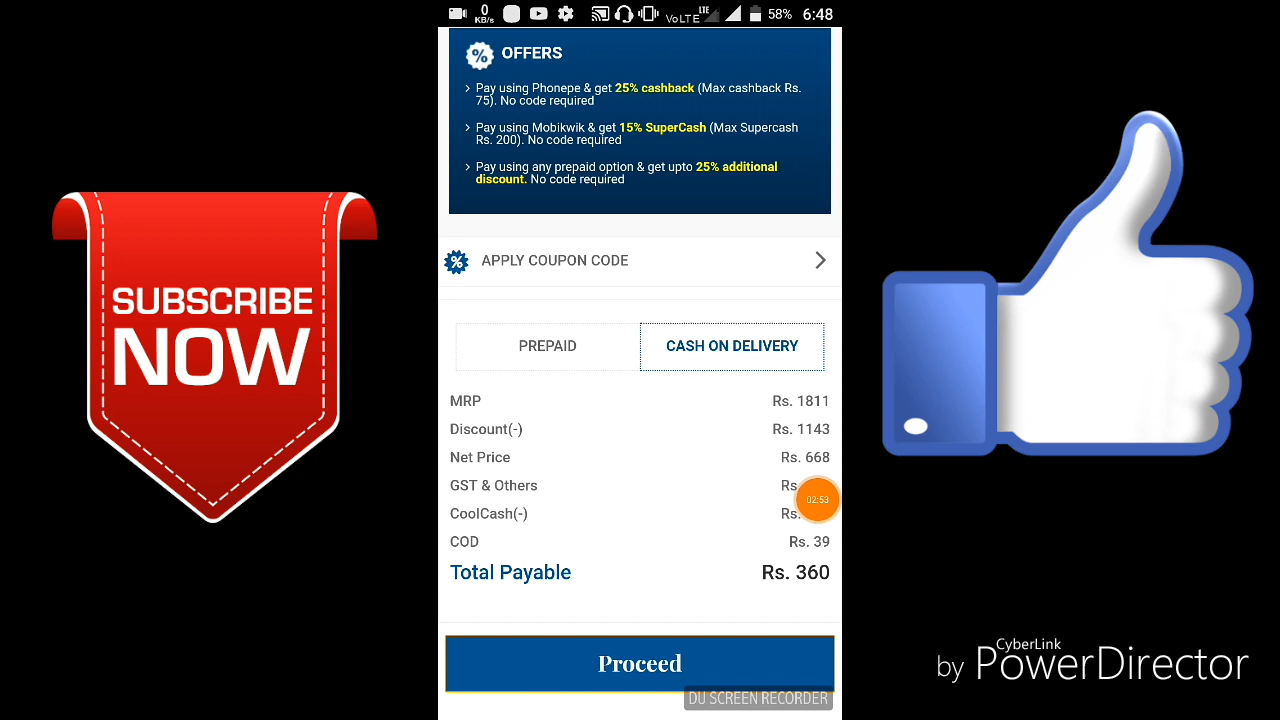 0
KB/s
VoLTE
LTE
58%
6:48
% OFFERS
Pay using Phonepe & get 25% cashback (Max cashback Rs.
75). No code required
Pay using Mobikwik & get 15% SuperCash (Max Supercash
Rs. 200). No code required
Pay using any prepaid option & get upto 25% additional
discount. No code required
% APPLY COUPON CODE
PREPAID
CASH ON DELIVERY
MRP Rs. 1811
Discount(-) Rs. 1143
Net Price Rs. 668
GST & Others Rs.
CoolCash(-) Rs.
02:53
COD Rs. 39
Total Payable Rs. 360
Proceed
DU SCREEN RECORDER
SUBSCRIBE
NOW
CyberLink
by PowerDirector